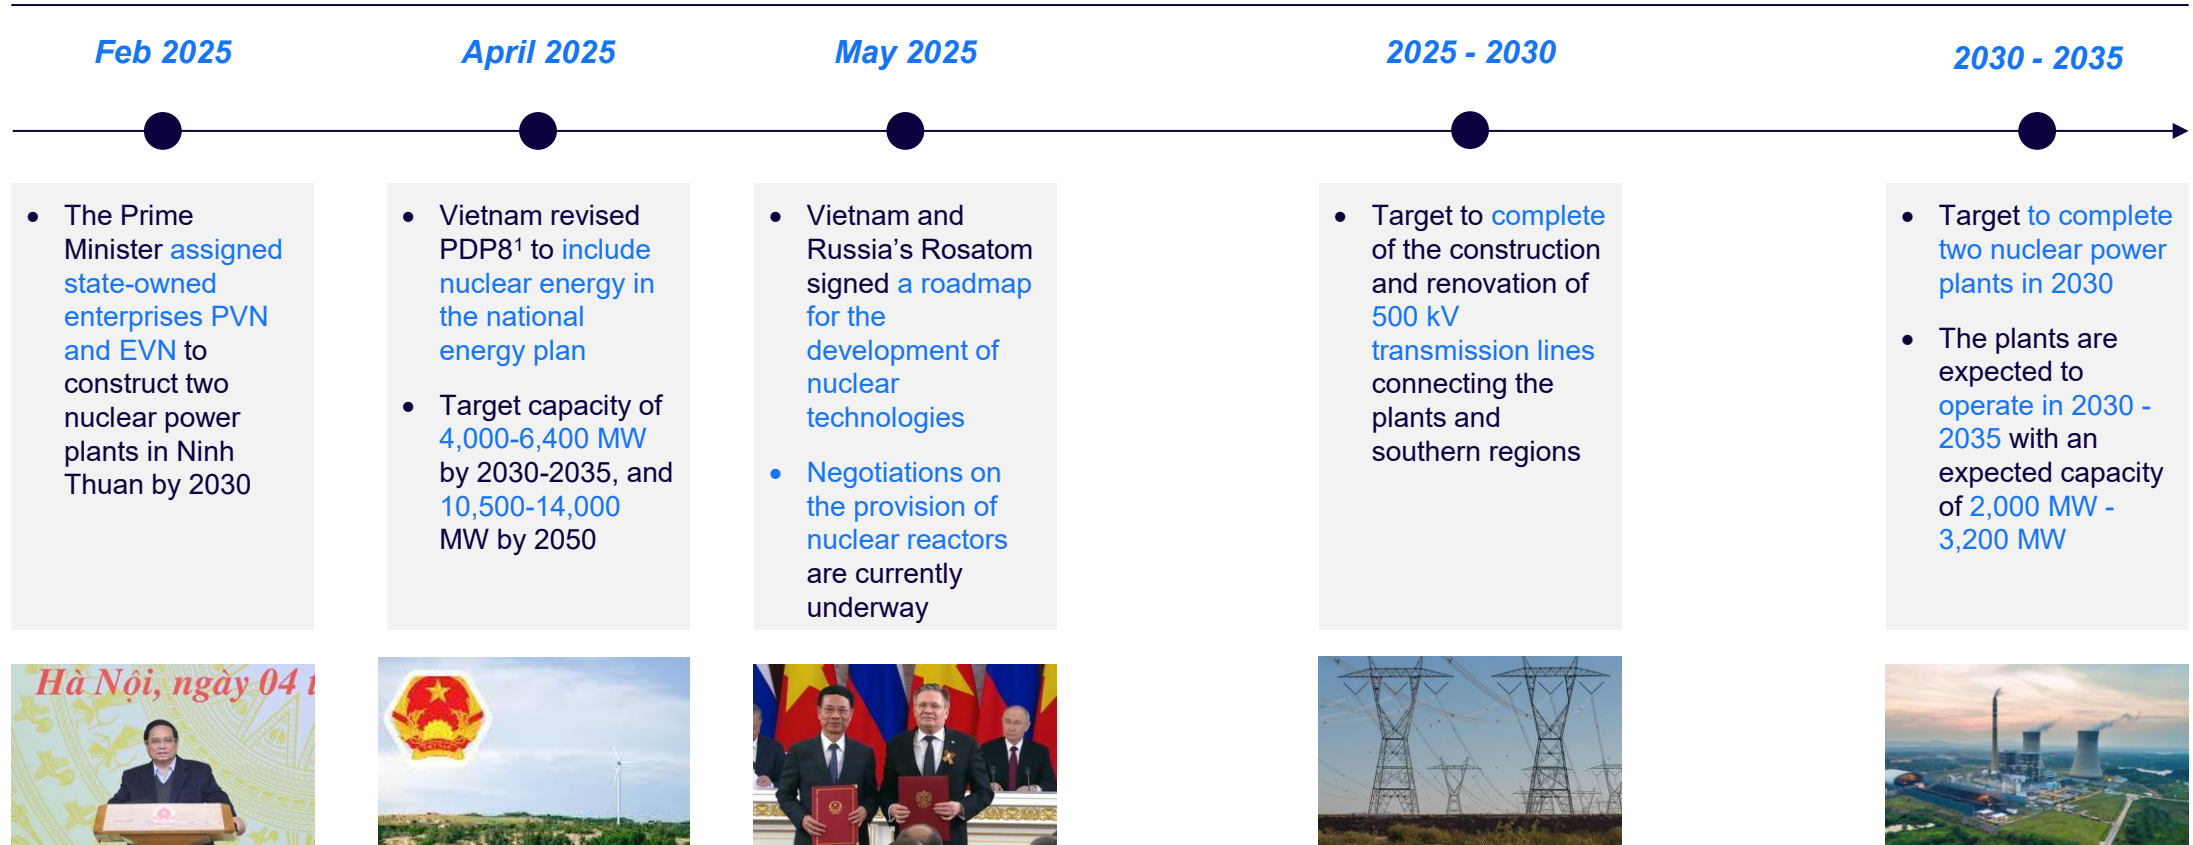 Feb 2025
April 2025
May 2025
2025 - 2030
2030 - 2035
• The Prime
Minister assigned
state-owned
enterprises PVN
and EVN to
construct two
nuclear power
plants in Ninh
Thuan by 2030
• Vietnam revised
PDP8¹ to include
nuclear energy in
the national
energy plan
• Target capacity of
4,000-6,400 MW
by 2030-2035, and
10,500-14,000
MW by 2050
• Vietnam and
Russia’s Rosatom
signed a roadmap
for the
development of
nuclear
technologies
• Negotiations on
the provision of
nuclear reactors
are currently
underway
• Target to complete
of the construction
and renovation of
500 kV
transmission lines
connecting the
plants and
southern regions
• Target to complete
two nuclear power
plants in 2030
• The plants are
expected to
operate in 2030 -
2035 with an
expected capacity
of 2,000 MW -
3,200 MW
Hà Nội, ngày 04 t